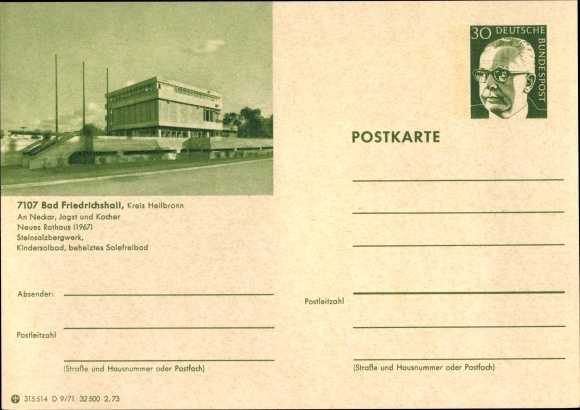 30
DEUTSCHE
BUNDESPOST
POSTKARTE
7107 Bad Friedrichshall, Kreis Heilbronn
An Neckar, Jagst und Kocher
Neues Rathaus (1967)
Steinsalzbergwerk,
Kindersolbad, beheiztes Solefreibad
Absender:
Postleitzahl
(Straße und Hausnummer oder Postfach)
Postleitzahl
(Straße und Hausnummer oder Postfach)
315514 D 9/71 32500 2.73